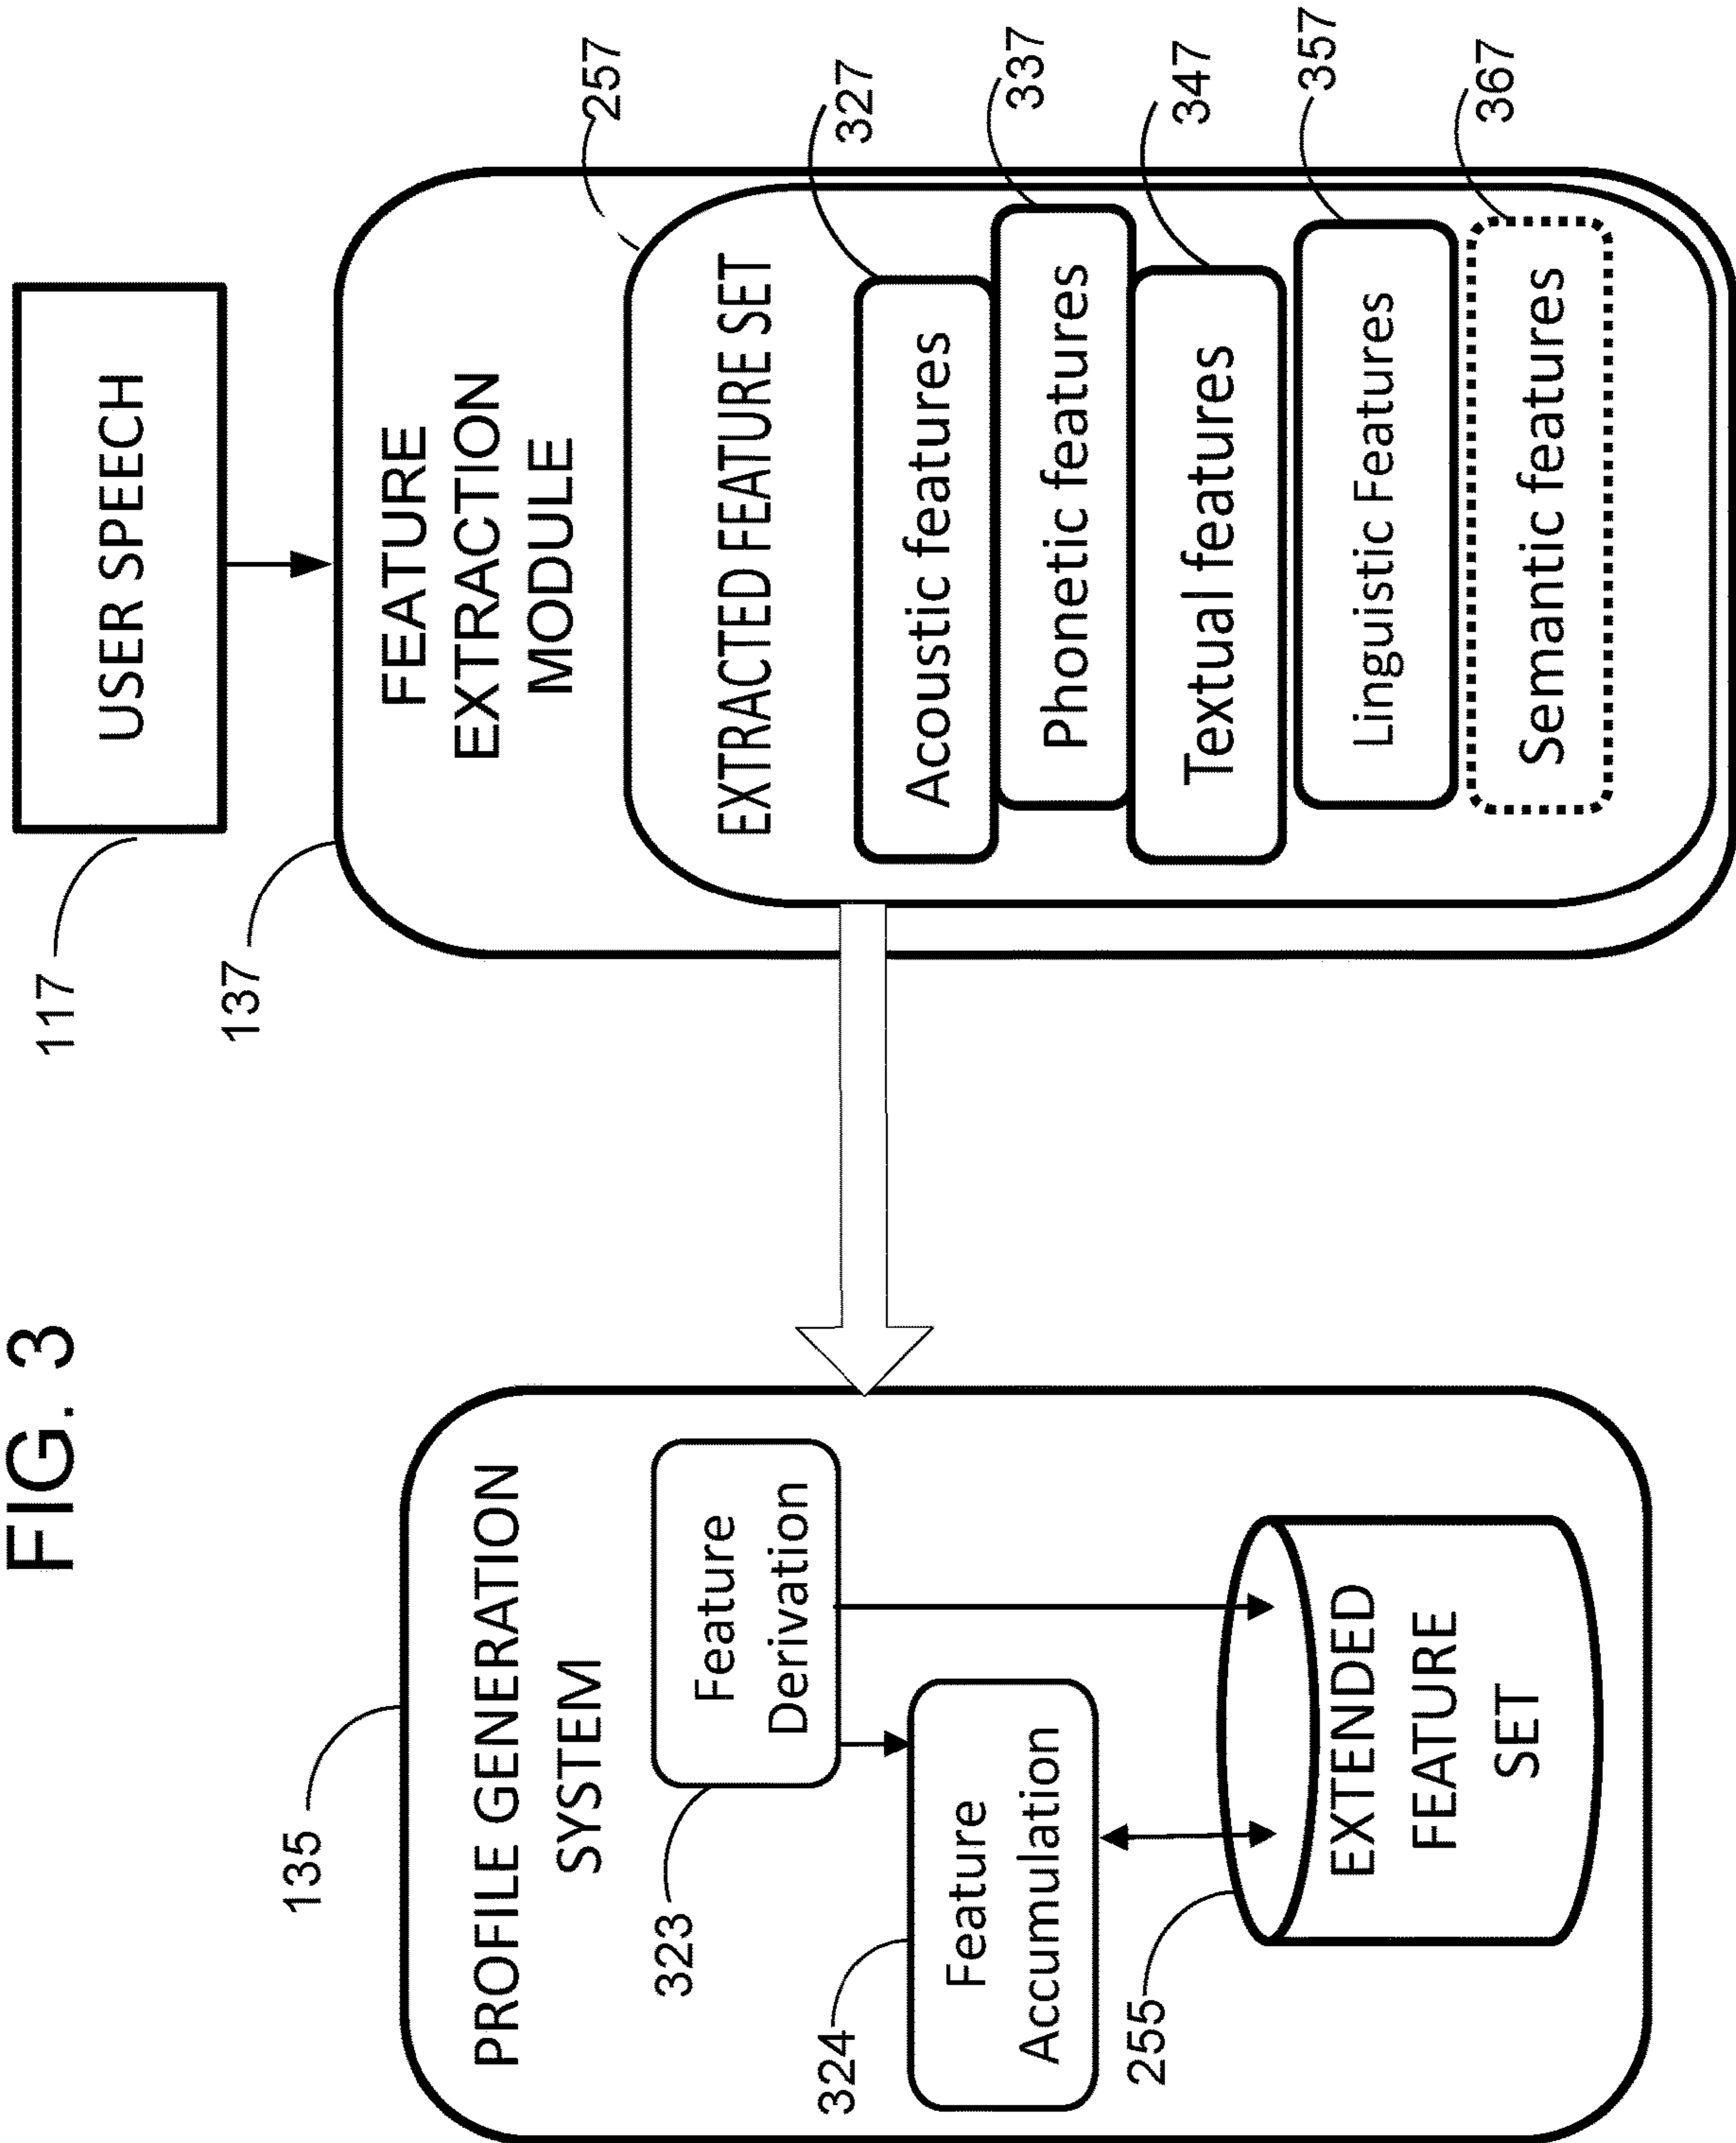 FIG. 3
117
USER SPEECH
137
FEATURE
EXTRACTION
MODULE
257
EXTRACTED FEATURE SET
327
Acoustic features
337
Phonetic features
347
Textual features
357
Linguistic Features
367
Semantic features
135
PROFILE GENERATION
SYSTEM
323
Feature
Derivation
324
Feature
Accumulation
255
EXTENDED
FEATURE
SET